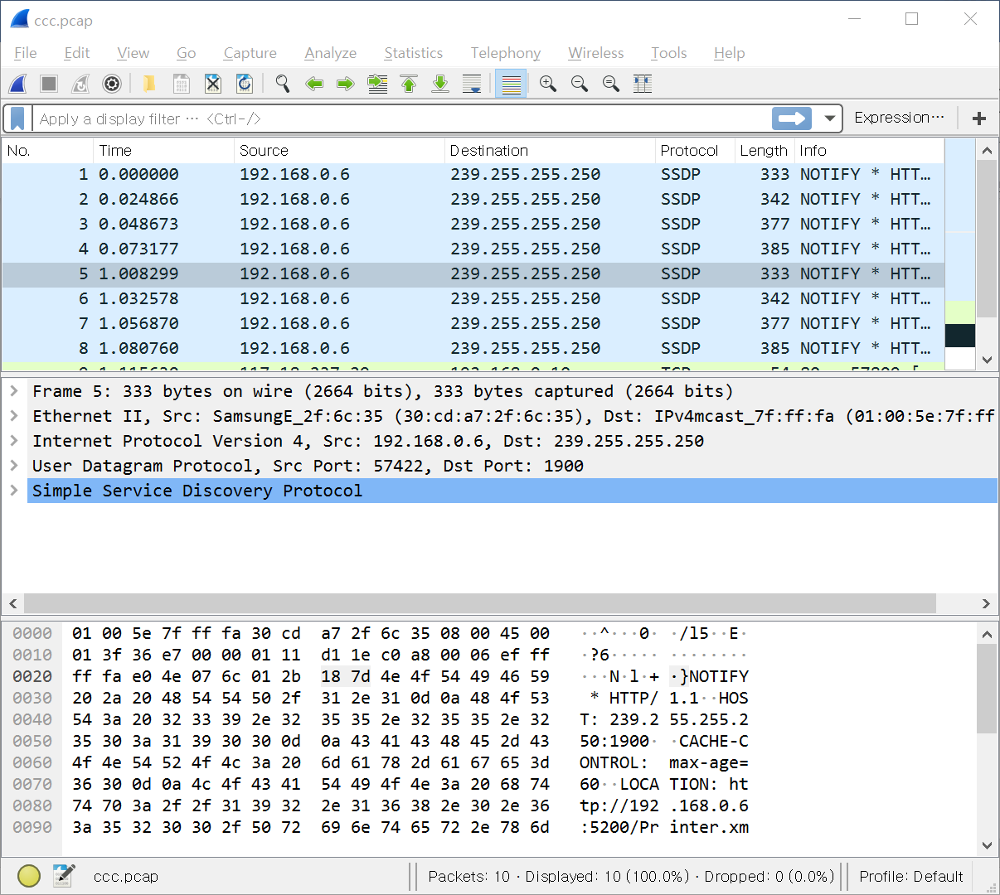 ccc.pcap
File Edit View Go Capture Analyze Statistics Telephony Wireless Tools Help
Apply a display filter ··· <Ctrl-/> Expression···
No. Time Source Destination Protocol Length Info
1 0.000000 192.168.0.6 239.255.255.250 SSDP 333 NOTIFY * HTT…
2 0.024866 192.168.0.6 239.255.255.250 SSDP 342 NOTIFY * HTT…
3 0.048673 192.168.0.6 239.255.255.250 SSDP 377 NOTIFY * HTT…
4 0.073177 192.168.0.6 239.255.255.250 SSDP 385 NOTIFY * HTT…
5 1.008299 192.168.0.6 239.255.255.250 SSDP 333 NOTIFY * HTT…
6 1.032578 192.168.0.6 239.255.255.250 SSDP 342 NOTIFY * HTT…
7 1.056870 192.168.0.6 239.255.255.250 SSDP 377 NOTIFY * HTT…
8 1.080760 192.168.0.6 239.255.255.250 SSDP 385 NOTIFY * HTT…
Frame 5: 333 bytes on wire (2664 bits), 333 bytes captured (2664 bits)
Ethernet II, Src: SamsungE_2f:6c:35 (30:cd:a7:2f:6c:35), Dst: IPv4mcast_7f:ff:fa (01:00:5e:7f:ff
Internet Protocol Version 4, Src: 192.168.0.6, Dst: 239.255.255.250
User Datagram Protocol, Src Port: 57422, Dst Port: 1900
Simple Service Discovery Protocol
0000 01 00 5e 7f ff fa 30 cd a7 2f 6c 35 08 00 45 00 ··^···0· ·/l5··E·
0010 01 3f 36 e7 00 00 01 11 d1 1e c0 a8 00 06 ef ff ·?6····· ········
0020 ff fa e0 4e 07 6c 01 2b 18 7d 4e 4f 54 49 46 59 ···N·l·+ ·}NOTIFY
0030 20 2a 20 48 54 54 50 2f 31 2e 31 0d 0a 48 4f 53 * HTTP/ 1.1··HOS
0040 54 3a 20 32 33 39 2e 32 35 35 2e 32 35 35 2e 32 T: 239.2 55.255.2
0050 35 30 3a 31 39 30 30 0d 0a 43 41 43 48 45 2d 43 50:1900· ·CACHE-C
0060 4f 4e 54 52 4f 4c 3a 20 6d 61 78 2d 61 67 65 3d ONTROL: max-age=
0070 36 30 0d 0a 4c 4f 43 41 54 49 4f 4e 3a 20 68 74 60··LOCA TION: ht
0080 74 70 3a 2f 2f 31 39 32 2e 31 36 38 2e 30 2e 36 tp://192 .168.0.6
0090 3a 35 32 30 30 2f 50 72 69 6e 74 65 72 2e 78 6d :5200/Pr inter.xm
ccc.pcap Packets: 10 · Displayed: 10 (100.0%) · Dropped: 0 (0.0%) Profile: Default